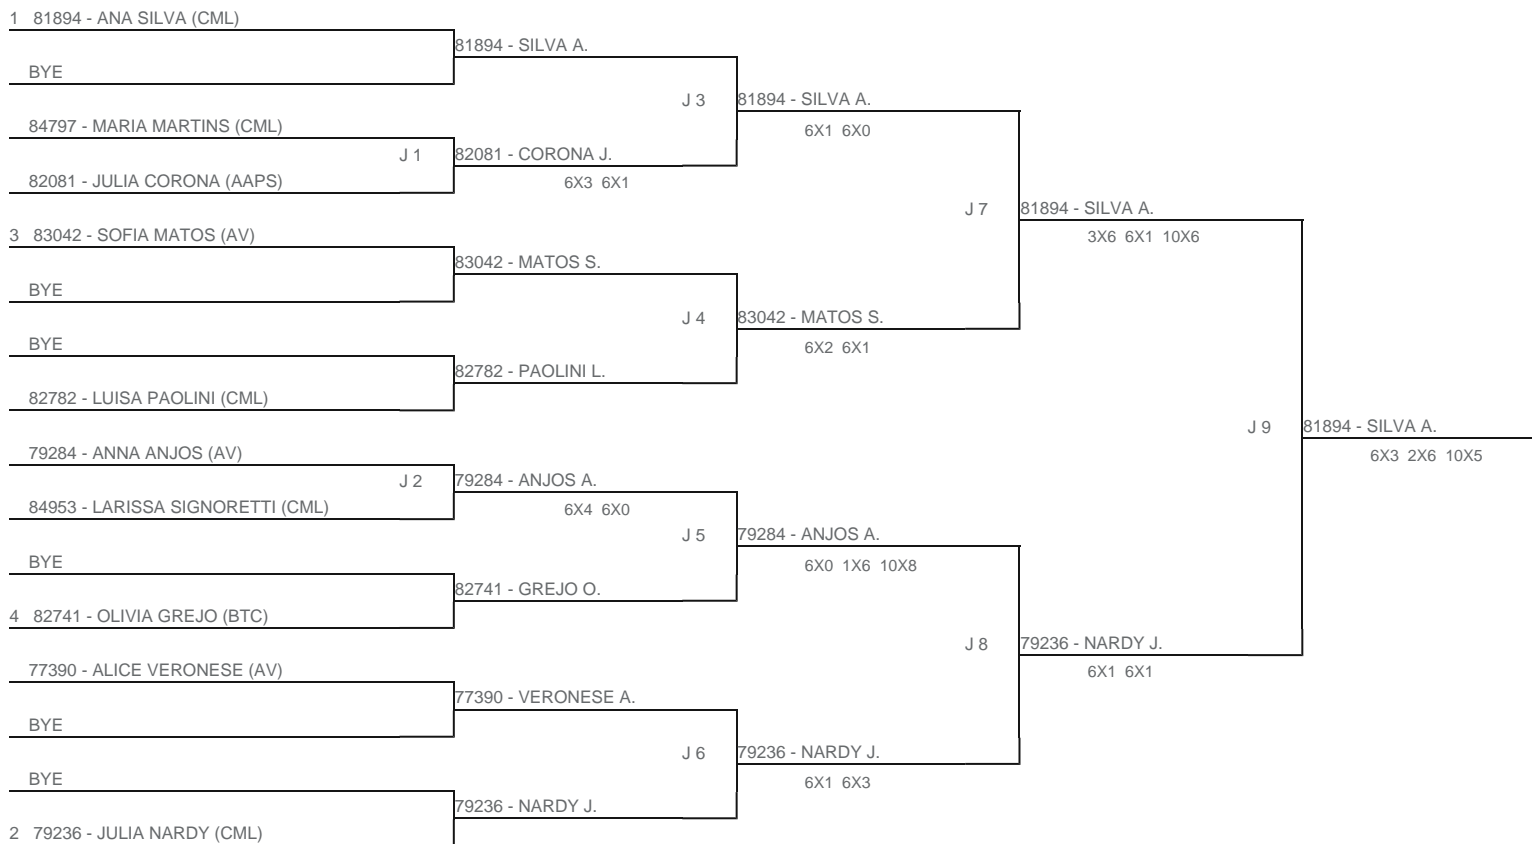 1 81894 - ANA SILVA (CML)
81894 - SILVA A.
BYE
J 3
81894 - SILVA A.
84797 - MARIA MARTINS (CML)
6X1 6X0
J 1
82081 - CORONA J.
82081 - JULIA CORONA (AAPS)
6X3 6X1
J 7
81894 - SILVA A.
3 83042 - SOFIA MATOS (AV)
3X6 6X1 10X6
83042 - MATOS S.
BYE
J 4
83042 - MATOS S.
BYE
6X2 6X1
82782 - PAOLINI L.
82782 - LUISA PAOLINI (CML)
J 9
81894 - SILVA A.
79284 - ANNA ANJOS (AV)
6X3 2X6 10X5
J 2
79284 - ANJOS A.
84953 - LARISSA SIGNORETTI (CML)
6X4 6X0
J 5
79284 - ANJOS A.
BYE
6X0 1X6 10X8
82741 - GREJO O.
4 82741 - OLIVIA GREJO (BTC)
J 8
79236 - NARDY J.
77390 - ALICE VERONESE (AV)
6X1 6X1
77390 - VERONESE A.
BYE
J 6
79236 - NARDY J.
BYE
6X1 6X3
79236 - NARDY J.
2 79236 - JULIA NARDY (CML)